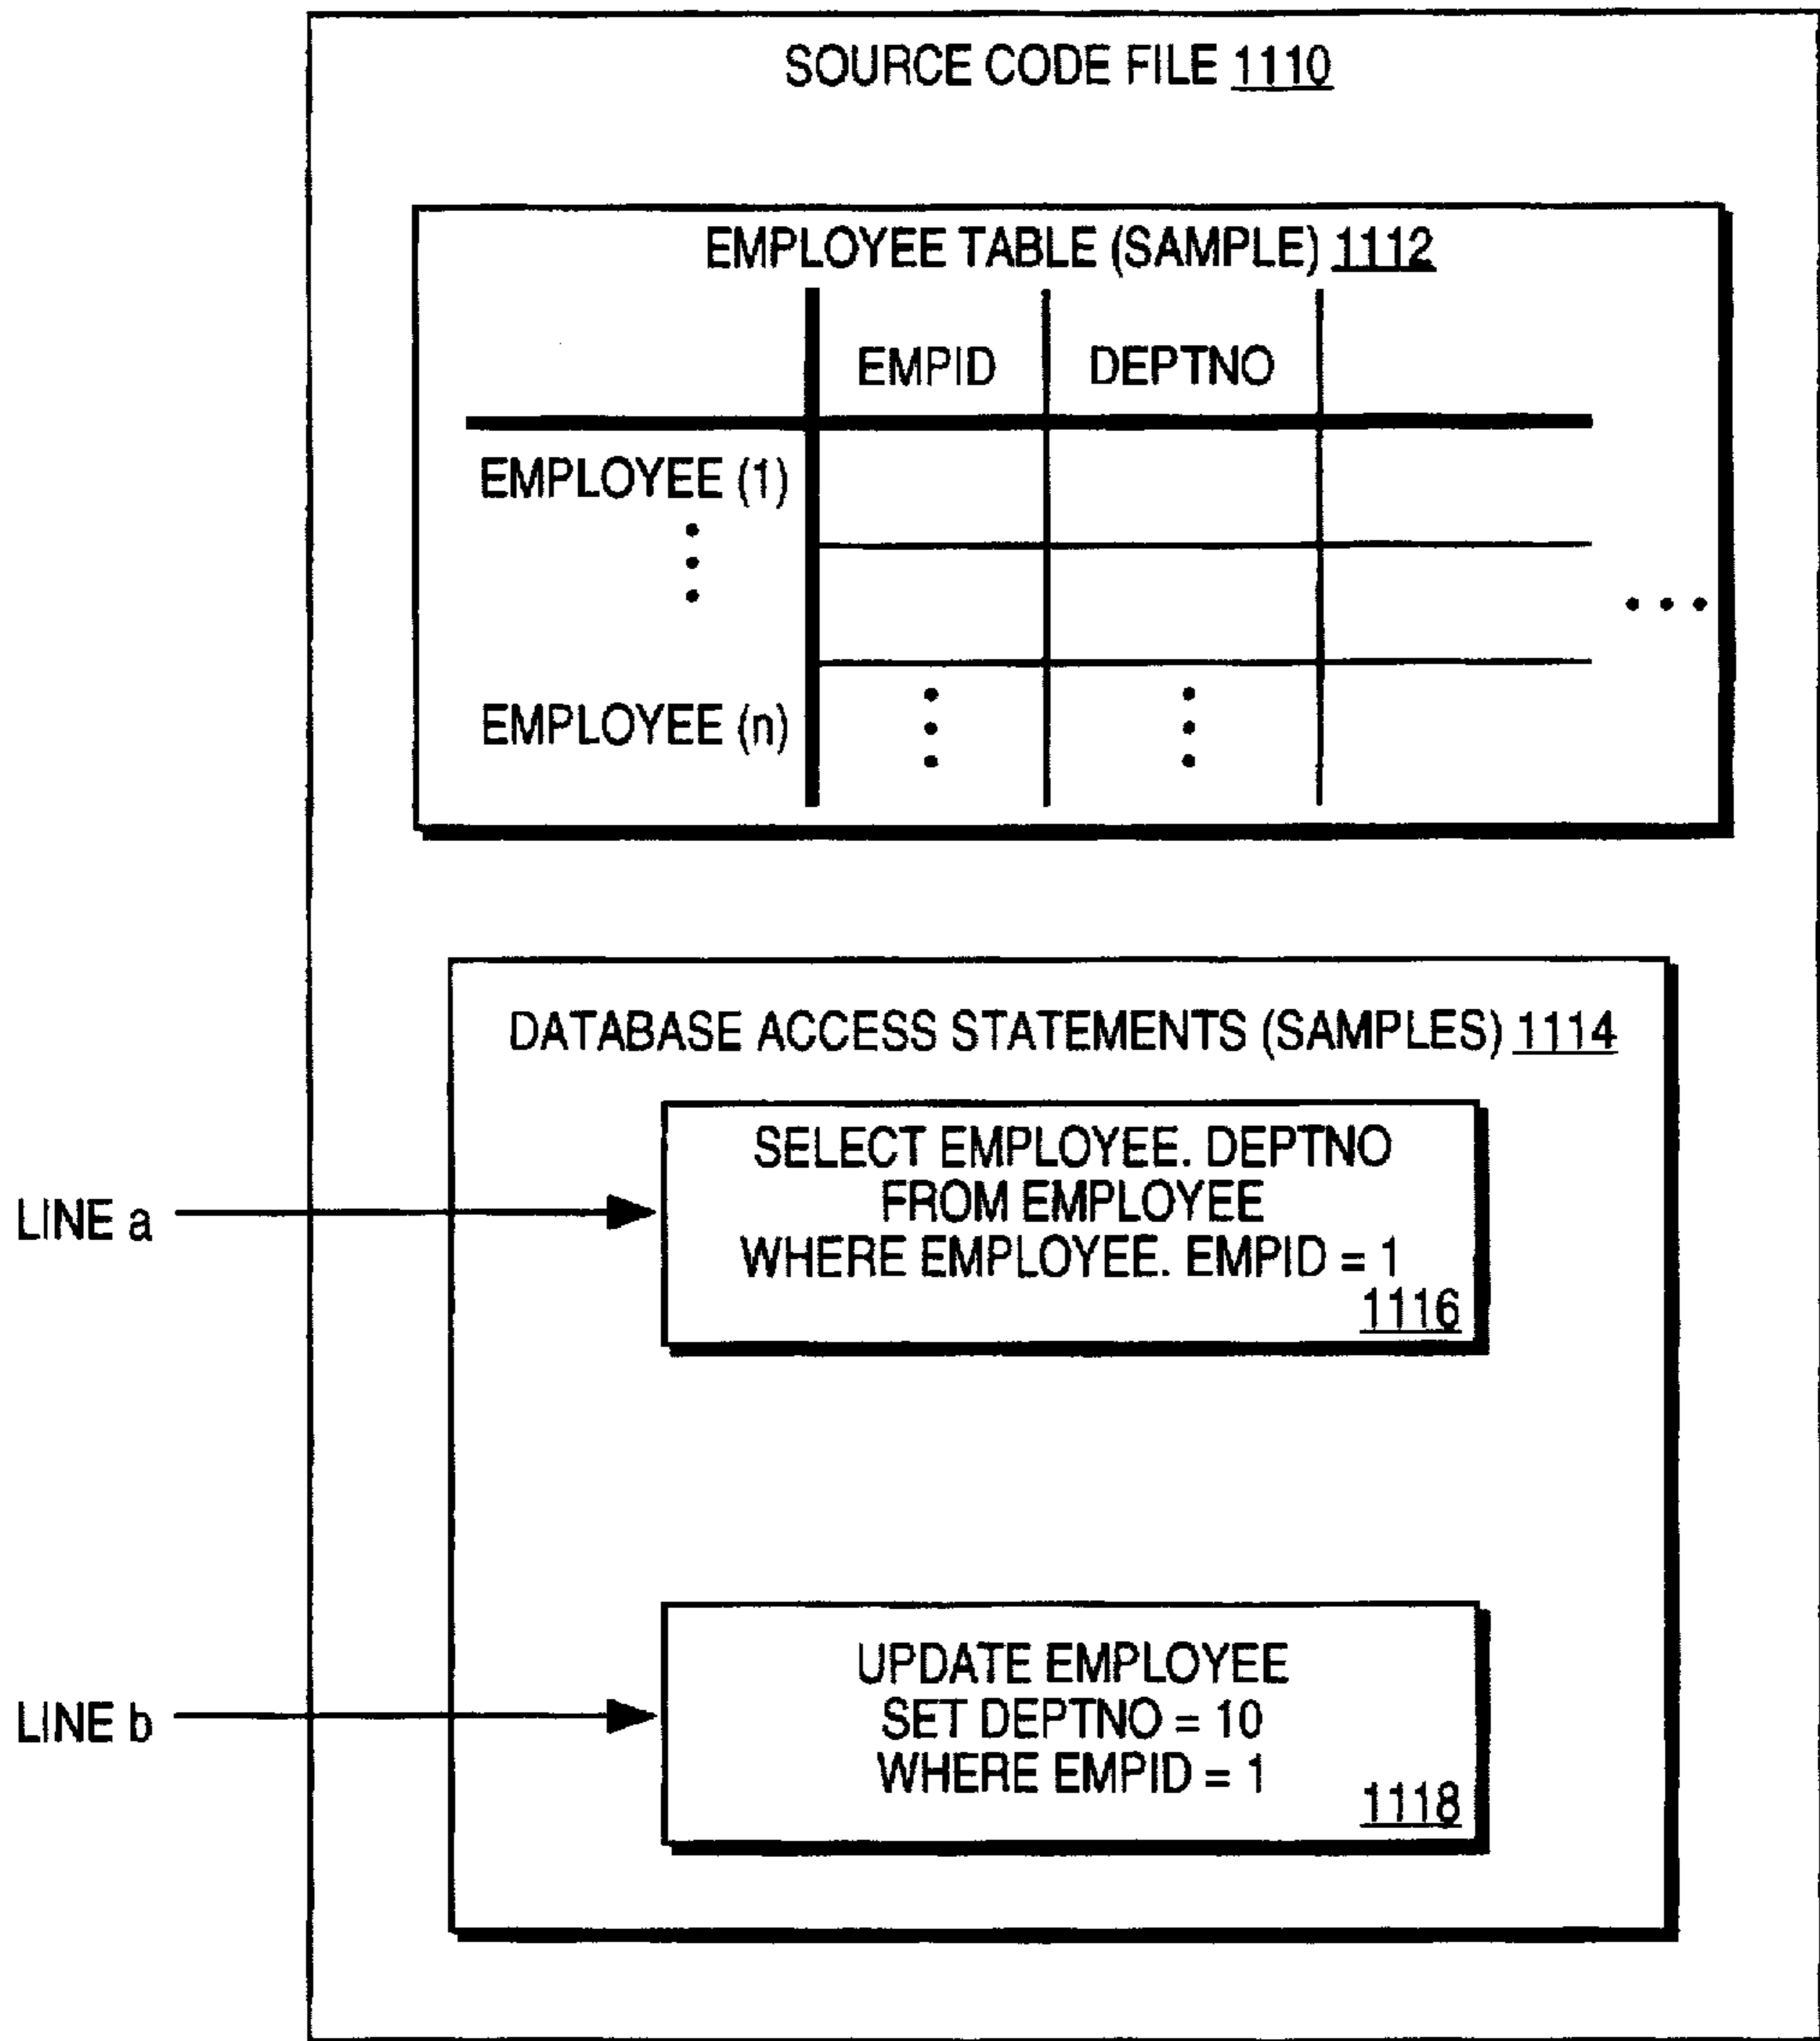 SOURCE CODE FILE 1110
EMPLOYEE TABLE (SAMPLE) 1112
EMPID DEPTNO
EMPLOYEE (1)
EMPLOYEE (n)
DATABASE ACCESS STATEMENTS (SAMPLES) 1114
LINE a
SELECT EMPLOYEE. DEPTNO
FROM EMPLOYEE
WHERE EMPLOYEE. EMPID = 1
1116
LINE b
UPDATE EMPLOYEE
SET DEPTNO = 10
WHERE EMPID = 1
1118